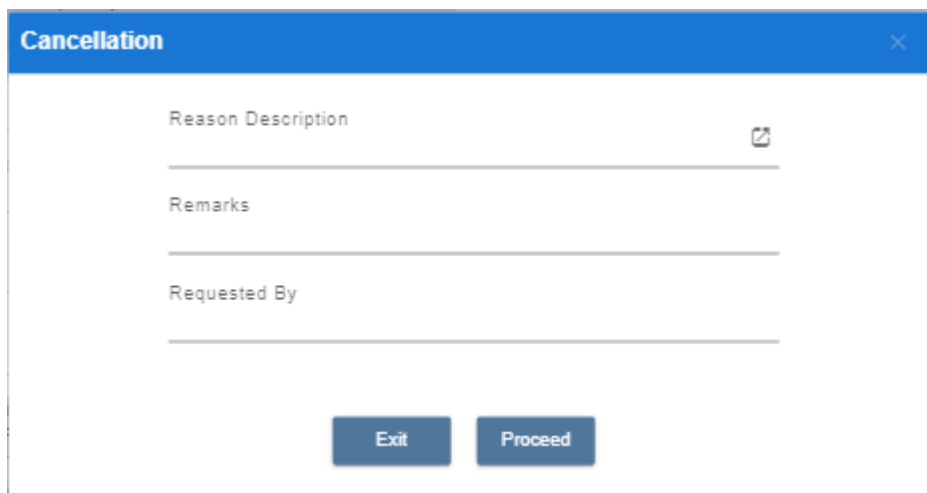 Cancellation
Reason Description
Remarks
Requested By
Exit Proceed